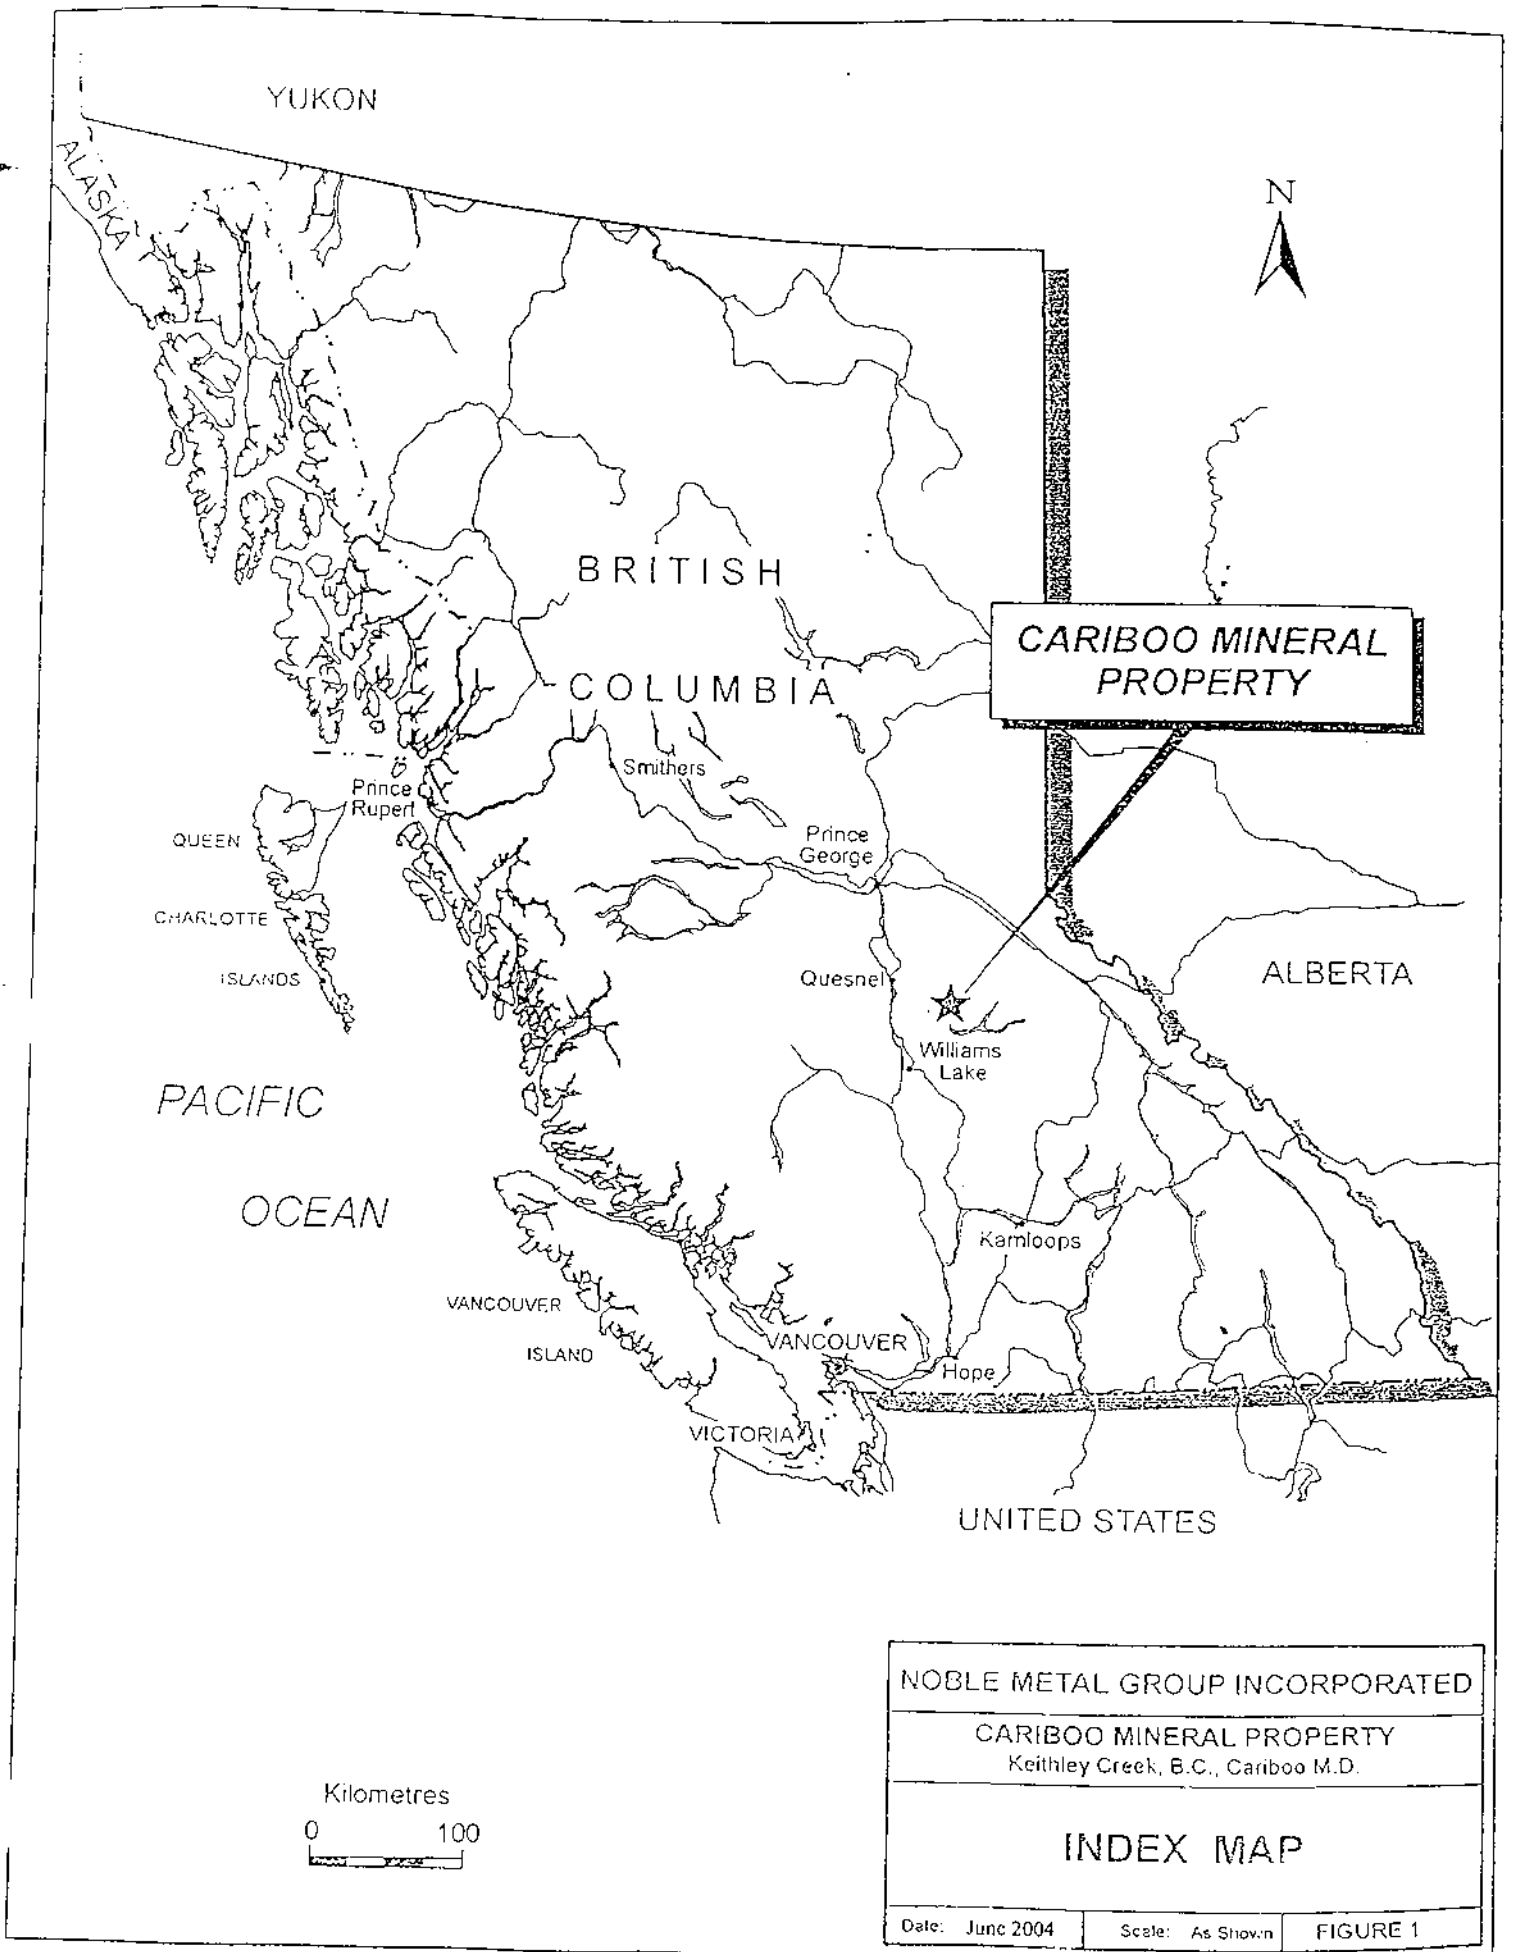 YUKON
ALASKA
N
BRITISH
CARIBOO MINERAL
PROPERTY
COLUMBIA
Smithers
Prince
Rupert
Prince
George
QUEEN
CHARLOTTE
ISLANDS
Quesnel
ALBERTA
Williams
Lake
PACIFIC
OCEAN
Kamloops
VANCOUVER
ISLAND
VANCOUVER
Hope
VICTORIA
UNITED STATES
NOBLE METAL GROUP INCORPORATED
CARIBOO MINERAL PROPERTY
Keithley Creek, B.C., Cariboo M.D.
INDEX MAP
Kilometres
0 100
Date: June 2004
Scale: As Shown
FIGURE 1